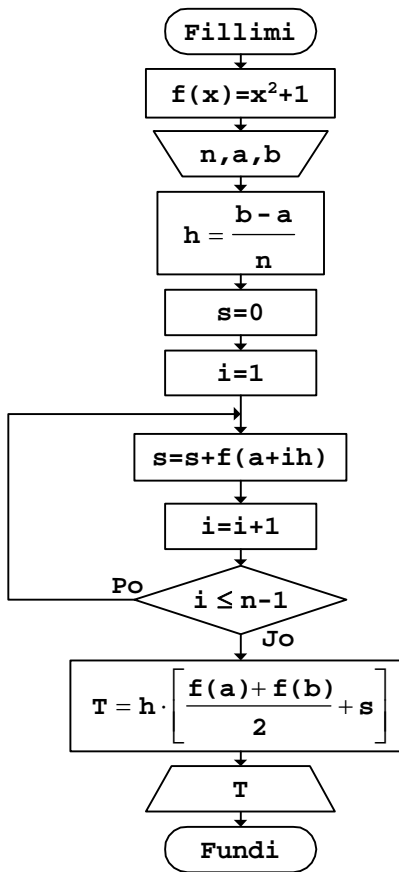 Fillimi
f(x)=x²+1
n,a,b
h = (b - a)/n
s=0
i=1
s=s+f(a+ih)
i=i+1
Po
i ≤ n-1
Jo
T = h · [(f(a)+ f(b))/2 + s]
T
Fundi